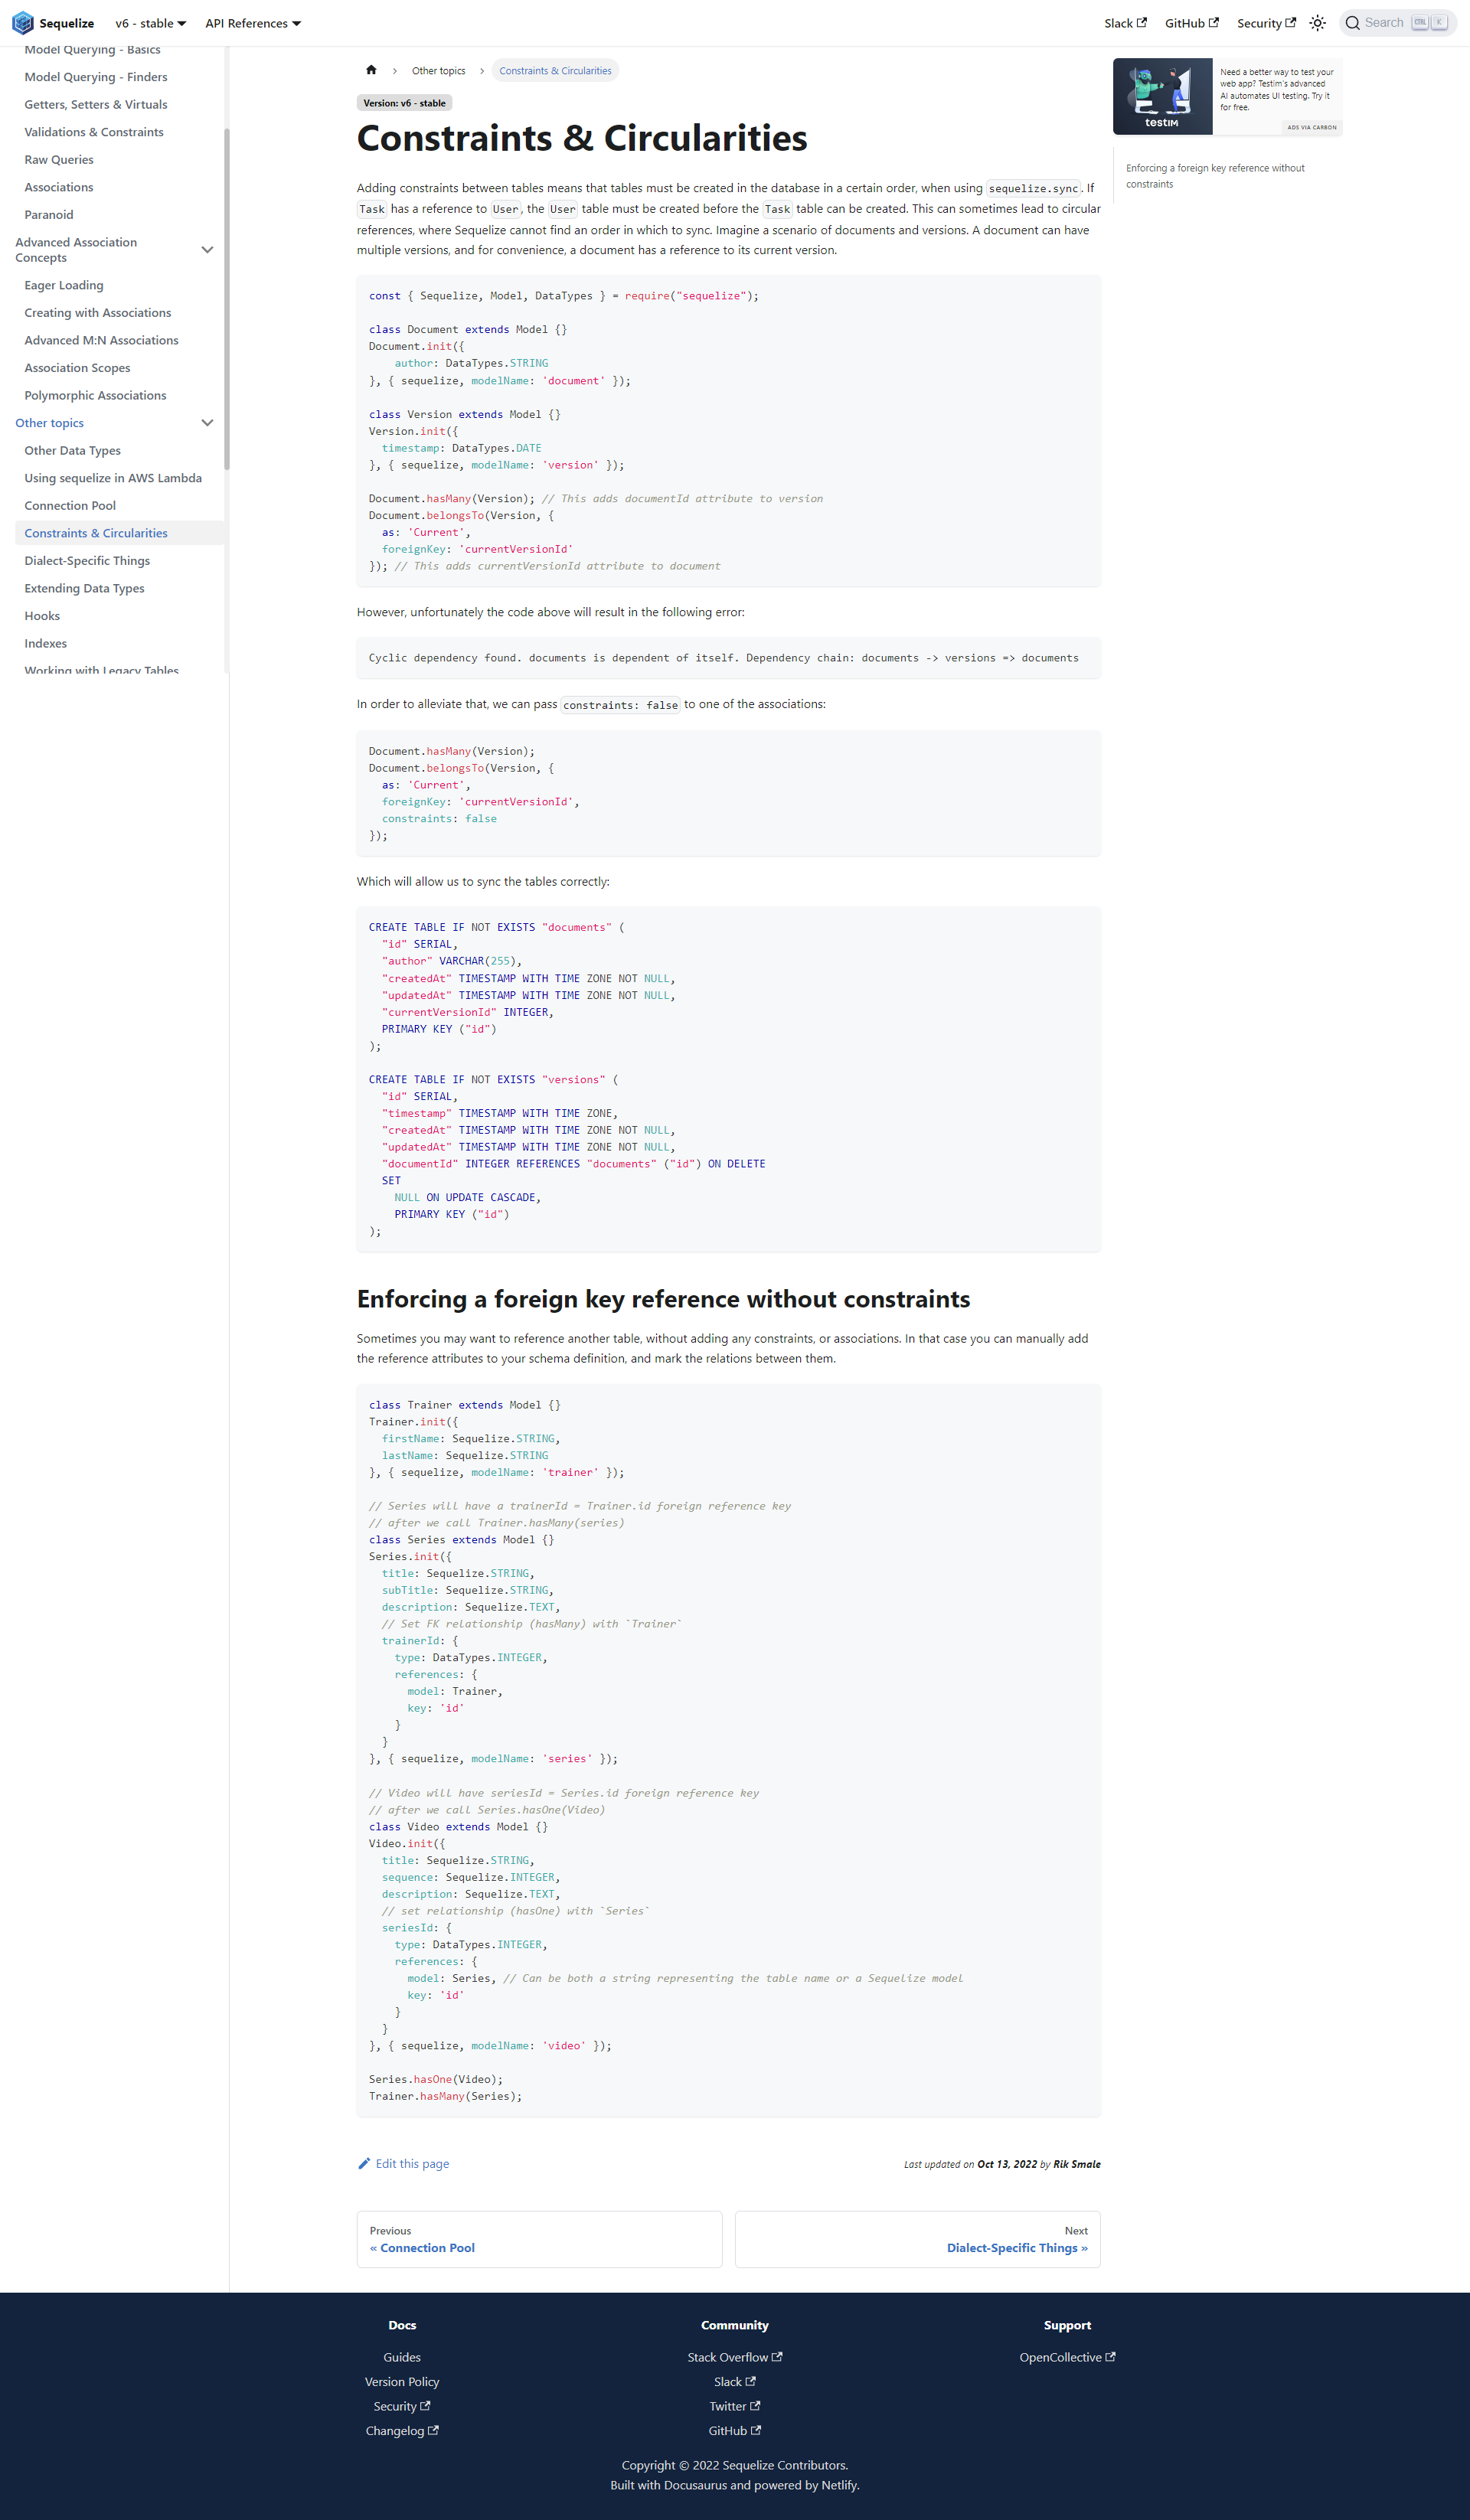 Sequelize
v6 - stable
API References
Slack
GitHub
Security
Search
CTRL
K
Model Querying - Basics
Model Querying - Finders
Getters, Setters & Virtuals
Validations & Constraints
Raw Queries
Associations
Paranoid
Advanced Association
Concepts
Eager Loading
Creating with Associations
Advanced M:N Associations
Association Scopes
Polymorphic Associations
Other topics
Other Data Types
Using sequelize in AWS Lambda
Connection Pool
Constraints & Circularities
Dialect-Specific Things
Extending Data Types
Hooks
Indexes
Working with Legacy Tables
Other topics
Constraints & Circularities
Version: v6 - stable
Constraints & Circularities
Adding constraints between tables means that tables must be created in the database in a certain order, when using sequelize.sync. If
Task has a reference to User, the User table must be created before the Task table can be created. This can sometimes lead to circular
references, where Sequelize cannot find an order in which to sync. Imagine a scenario of documents and versions. A document can have
multiple versions, and for convenience, a document has a reference to its current version.
const { Sequelize, Model, DataTypes } = require("sequelize");
class Document extends Model {}
Document.init({
    author: DataTypes.STRING
}, { sequelize, modelName: 'document' });
class Version extends Model {}
Version.init({
  timestamp: DataTypes.DATE
}, { sequelize, modelName: 'version' });
Document.hasMany(Version); // This adds documentId attribute to version
Document.belongsTo(Version, {
  as: 'Current',
  foreignKey: 'currentVersionId'
}); // This adds currentVersionId attribute to document
However, unfortunately the code above will result in the following error:
Cyclic dependency found. documents is dependent of itself. Dependency chain: documents -> versions => documents
In order to alleviate that, we can pass constraints: false to one of the associations:
Document.hasMany(Version);
Document.belongsTo(Version, {
  as: 'Current',
  foreignKey: 'currentVersionId',
  constraints: false
});
Which will allow us to sync the tables correctly:
CREATE TABLE IF NOT EXISTS "documents" (
  "id" SERIAL,
  "author" VARCHAR(255),
  "createdAt" TIMESTAMP WITH TIME ZONE NOT NULL,
  "updatedAt" TIMESTAMP WITH TIME ZONE NOT NULL,
  "currentVersionId" INTEGER,
  PRIMARY KEY ("id")
);
CREATE TABLE IF NOT EXISTS "versions" (
  "id" SERIAL,
  "timestamp" TIMESTAMP WITH TIME ZONE,
  "createdAt" TIMESTAMP WITH TIME ZONE NOT NULL,
  "updatedAt" TIMESTAMP WITH TIME ZONE NOT NULL,
  "documentId" INTEGER REFERENCES "documents" ("id") ON DELETE
  SET
    NULL ON UPDATE CASCADE,
    PRIMARY KEY ("id")
);
Enforcing a foreign key reference without constraints
Sometimes you may want to reference another table, without adding any constraints, or associations. In that case you can manually add
the reference attributes to your schema definition, and mark the relations between them.
class Trainer extends Model {}
Trainer.init({
  firstName: Sequelize.STRING,
  lastName: Sequelize.STRING
}, { sequelize, modelName: 'trainer' });
// Series will have a trainerId = Trainer.id foreign reference key
// after we call Trainer.hasMany(series)
class Series extends Model {}
Series.init({
  title: Sequelize.STRING,
  subTitle: Sequelize.STRING,
  description: Sequelize.TEXT,
  // Set FK relationship (hasMany) with `Trainer`
  trainerId: {
    type: DataTypes.INTEGER,
    references: {
      model: Trainer,
      key: 'id'
    }
  }
}, { sequelize, modelName: 'series' });
// Video will have seriesId = Series.id foreign reference key
// after we call Series.hasOne(Video)
class Video extends Model {}
Video.init({
  title: Sequelize.STRING,
  sequence: Sequelize.INTEGER,
  description: Sequelize.TEXT,
  // set relationship (hasOne) with `Series`
  seriesId: {
    type: DataTypes.INTEGER,
    references: {
      model: Series, // Can be both a string representing the table name or a Sequelize model
      key: 'id'
    }
  }
}, { sequelize, modelName: 'video' });
Series.hasOne(Video);
Trainer.hasMany(Series);
Edit this page
Last updated on Oct 13, 2022 by Rik Smale
Previous
« Connection Pool
Next
Dialect-Specific Things »
testim
Need a better way to test your
web app? Testim's advanced
AI automates UI testing. Try it
for free.
ADS VIA CARBON
Enforcing a foreign key reference without
constraints
Docs
Guides
Version Policy
Security
Changelog
Community
Stack Overflow
Slack
Twitter
GitHub
Support
OpenCollective
Copyright © 2022 Sequelize Contributors.
Built with Docusaurus and powered by Netlify.